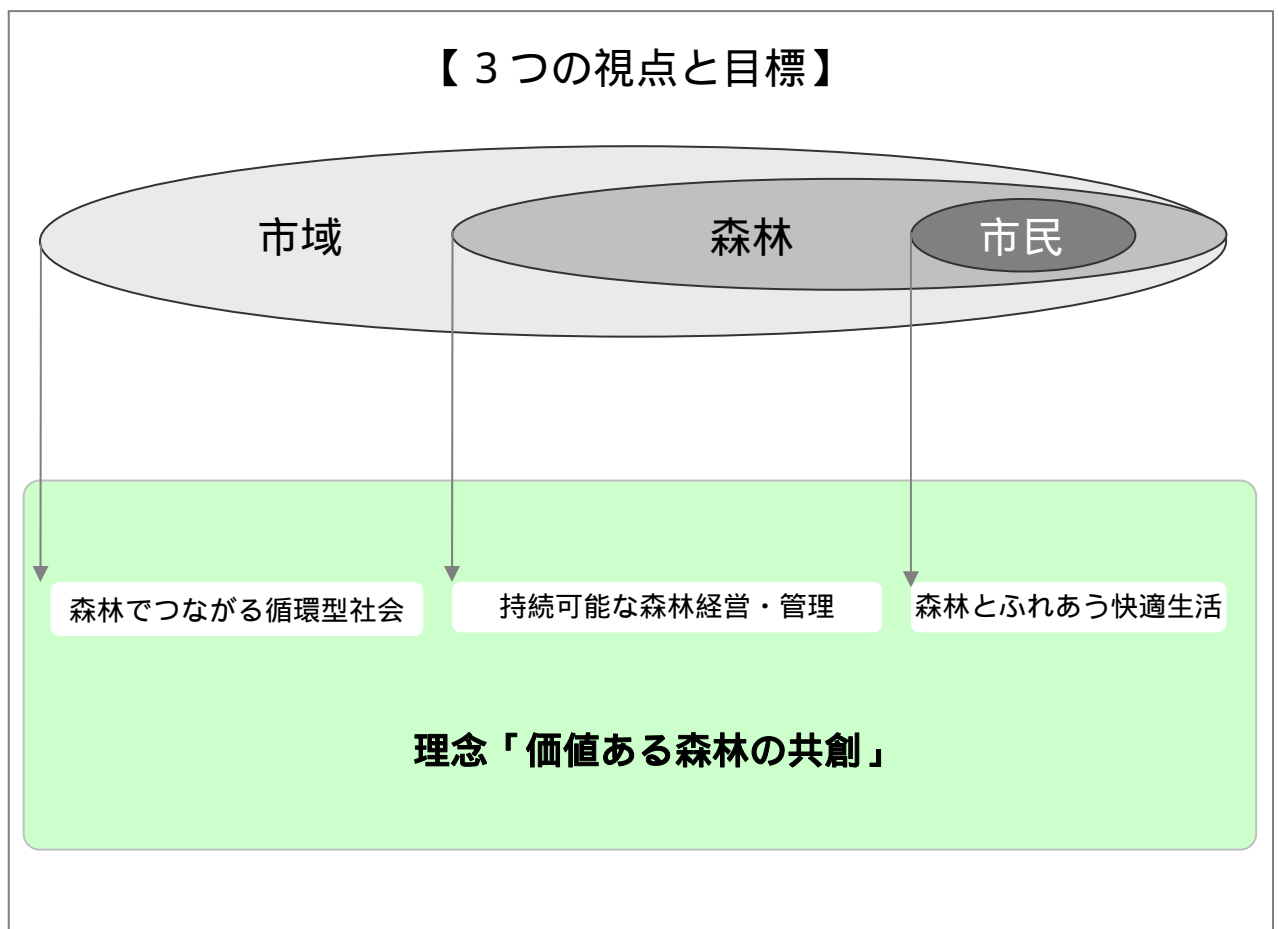 【３つの視点と目標】
市域
森林
市民
森林でつながる循環型社会
持続可能な森林経営・管理
森林とふれあう快適生活
理念「価値ある森林の共創」